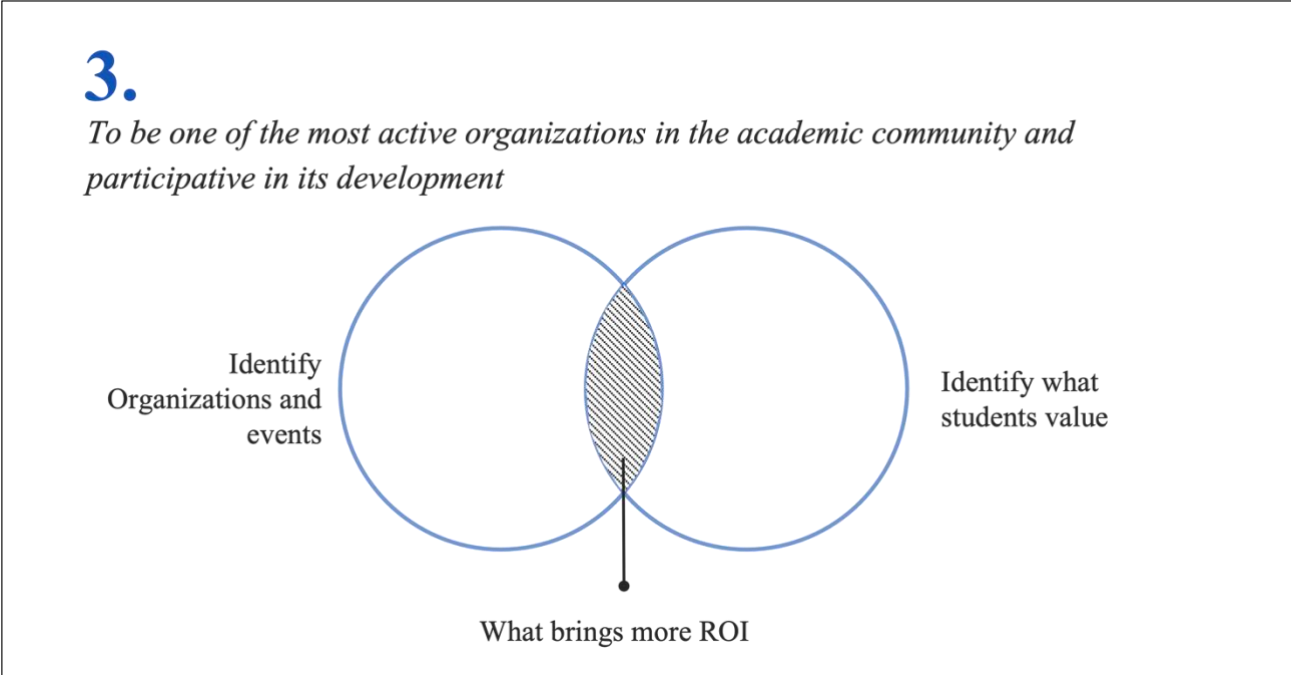 3.
To be one of the most active organizations in the academic community and
participative in its development
Identify
Organizations and
events
Identify what
students value
What brings more ROI